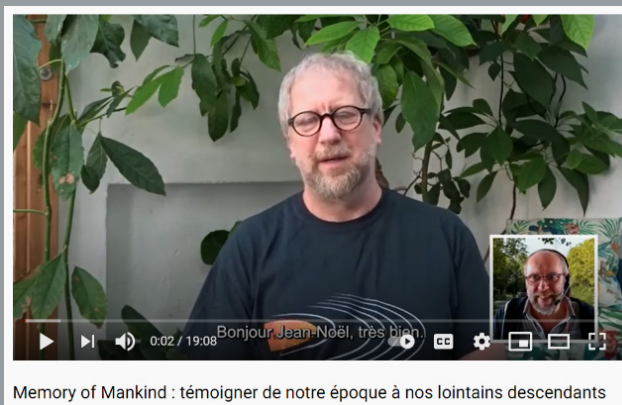 0:02 / 19:08
Bonjour Jean-Noël, très bien.
CC
Memory of Mankind : témoigner de notre époque à nos lointains descendants